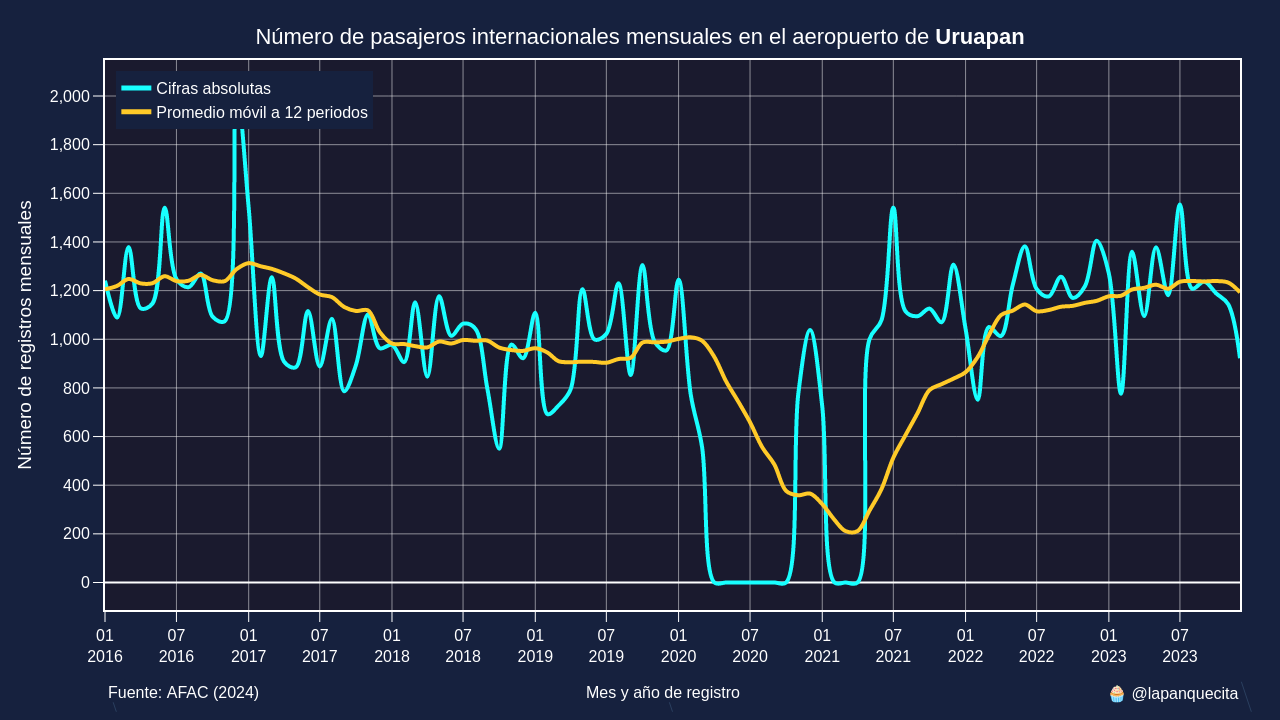 Número de pasajeros internacionales mensuales en el aeropuerto de Uruapan
Cifras absolutas
Promedio móvil a 12 periodos
Número de registros mensuales
2,000
1,800
1,600
1,400
1,200
1,000
800
600
400
200
0
01 07 01 07 01 07 01 07 01 07 01 07 01 07 01 07
2016 2016 2017 2017 2018 2018 2019 2019 2020 2020 2021 2021 2022 2022 2023 2023
Fuente: AFAC (2024)
Mes y año de registro
🧁 @lapanquecita